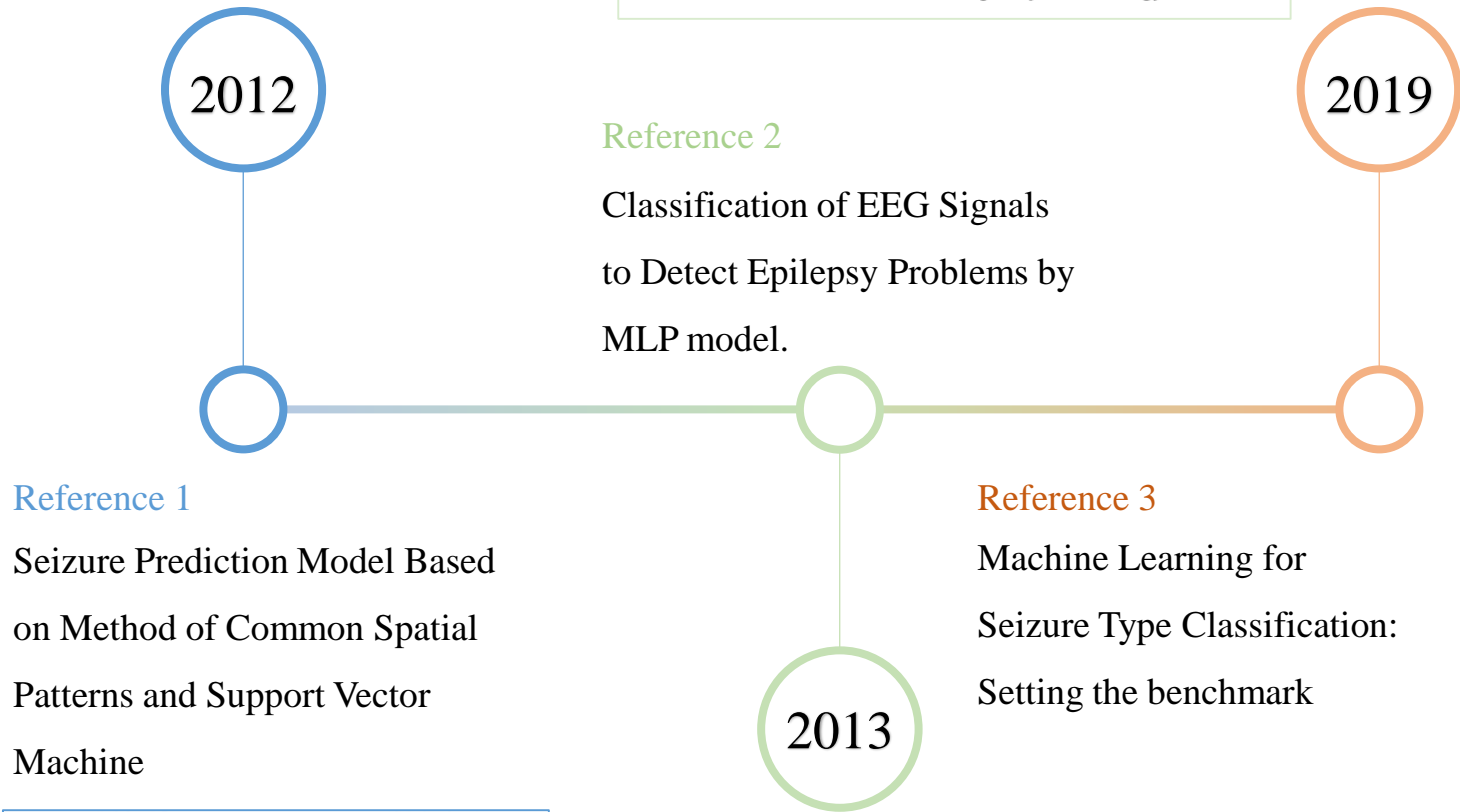 2012
2019
Reference 2
Classification of EEG Signals
to Detect Epilepsy Problems by
MLP model.
Reference 1
Seizure Prediction Model Based
on Method of Common Spatial
Patterns and Support Vector
Machine
Reference 3
Machine Learning for
Seizure Type Classification:
Setting the benchmark
2013